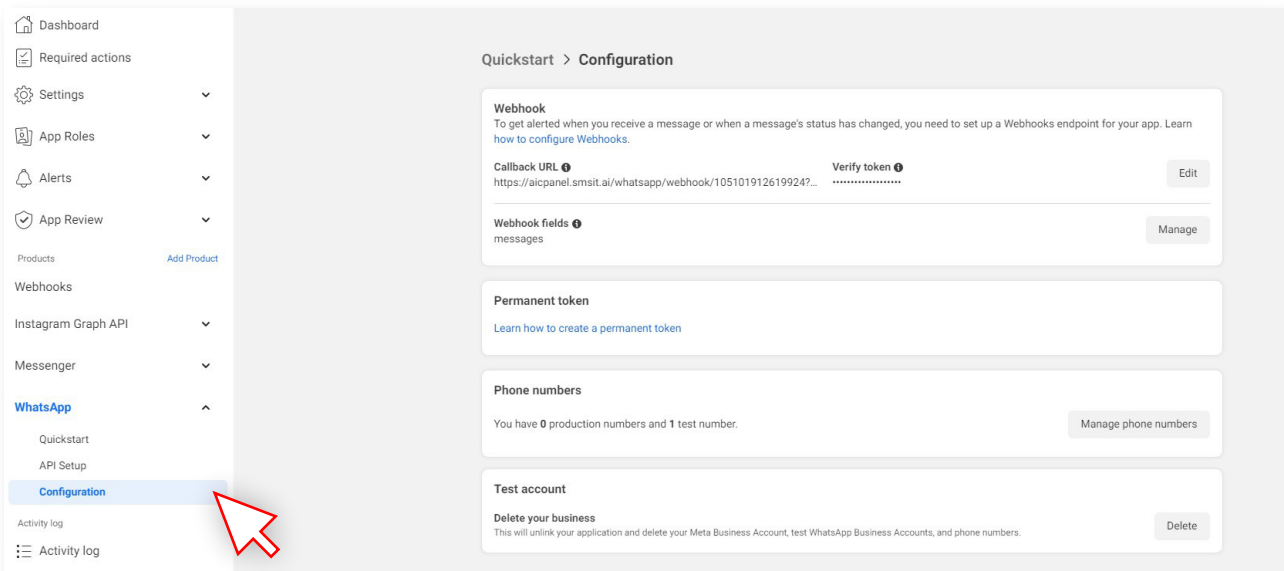 Dashboard
Required actions
Settings
App Roles
Alerts
App Review
Products Add Product
Webhooks
Instagram Graph API
Messenger
WhatsApp
Quickstart
API Setup
Configuration
Activity log
Activity log
Quickstart > Configuration
Webhook
To get alerted when you receive a message or when a message's status has changed, you need to set up a Webhooks endpoint for your app. Learn
how to configure Webhooks.
Callback URL Verify token
https://aicpanel.smsit.ai/whatsapp/webhook/105101912619924?... ••••••••••••••••••
Edit
Webhook fields
messages
Manage
Permanent token
Learn how to create a permanent token
Phone numbers
You have 0 production numbers and 1 test number.
Manage phone numbers
Test account
Delete your business
This will unlink your application and delete your Meta Business Account, test WhatsApp Business Accounts, and phone numbers.
Delete